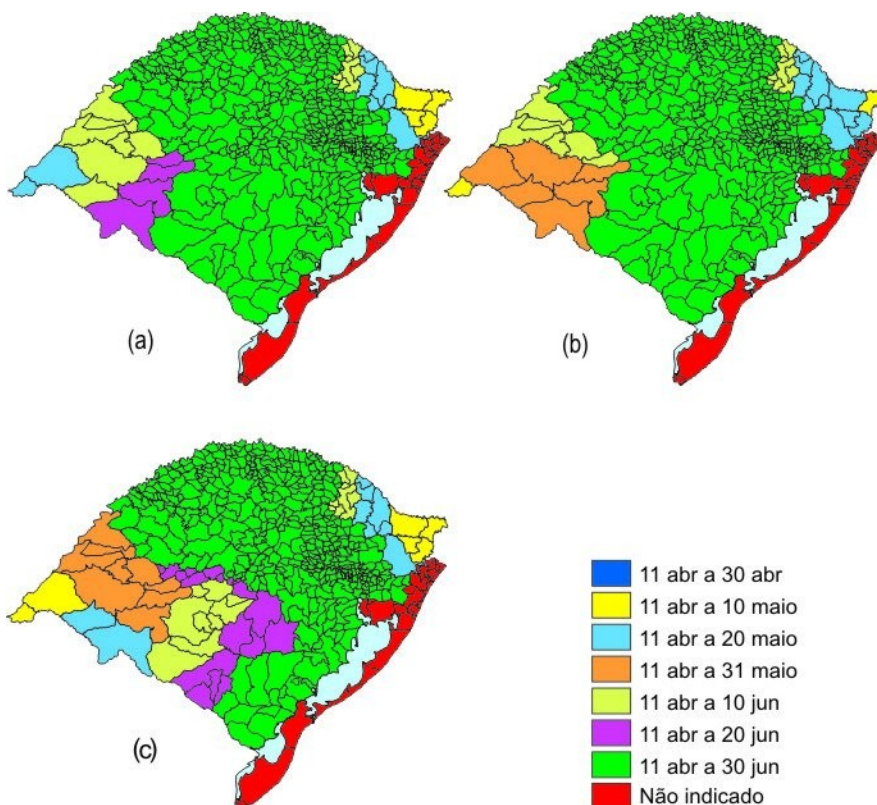 (a)
(b)
(c)
11 abr a 30 abr
11 abr a 10 maio
11 abr a 20 maio
11 abr a 31 maio
11 abr a 10 jun
11 abr a 20 jun
11 abr a 30 jun
Não indicado